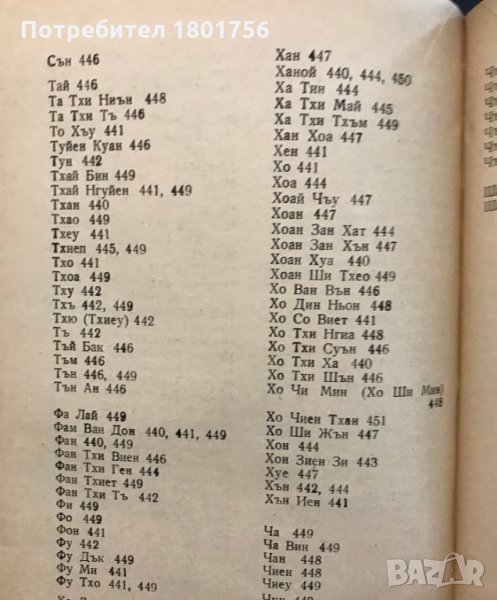 Потребител 1801756
Сън 446
Тай 446
Та Тхи Ниън 448
Та Тхи Тъ 446
То Хъу 441
Туйен Куан 446
Тун 442
Тхай Бин 449
Тхай Нгуйен 441, 449
Тхан 440
Тхао 449
Тхеу 441
Тхиеп 445, 449
Тхо 441
Тхоа 449
Тху 442
Тхъ 442, 449
Тхю (Тхиеу) 442
Тъ 442
Тъй Бак 446
Тъм 446
Тън 446, 449
Тън Ан 446
Фа Лай 449
Фам Ван Дон 440, 441, 449
Фан 440, 449
Фан Тхи Виен 446
Фан Тхи Ген 444
Фан Тхиет 449
Фан Тхи Тъ 442
Фи 449
Фо 449
Фон 441
Фу 442
Фу Дък 449
Фу Ми 441
Фу Тхо 441, 449
Хан 447
Ханой 440, 444, 450
Ха Тин 444
Ха Тхи Май 445
Ха Тхи Тхъм 449
Хан Хоа 447
Хен 441
Хо 441
Хоа 444
Хоай Чъу 447
Хоан 447
Хоан Зан Хат 444
Хоан Зан Хън 447
Хоан Хуа 440
Хоан Ши Тхео 449
Хо Ван Вън 446
Хо Дин Ньон 448
Хо Со Виет 441
Хо Тхи Нгиа 448
Хо Тхи Суън 446
Хо Тхи Ха 440
Хо Тхи Шън 446
Хо Чи Мин (Хо Ши Мин)
448
Хо Чиен Тхан 451
Хо Ши Жън 447
Хон 444
Хон Зиен Зи 443
Хуе 447
Хън 442, 444
Хън Иен 441
Ча 449
Ча Вин 449
Чан 448
Чиен 448
Чиеу 449
Чун 448
BAZAR